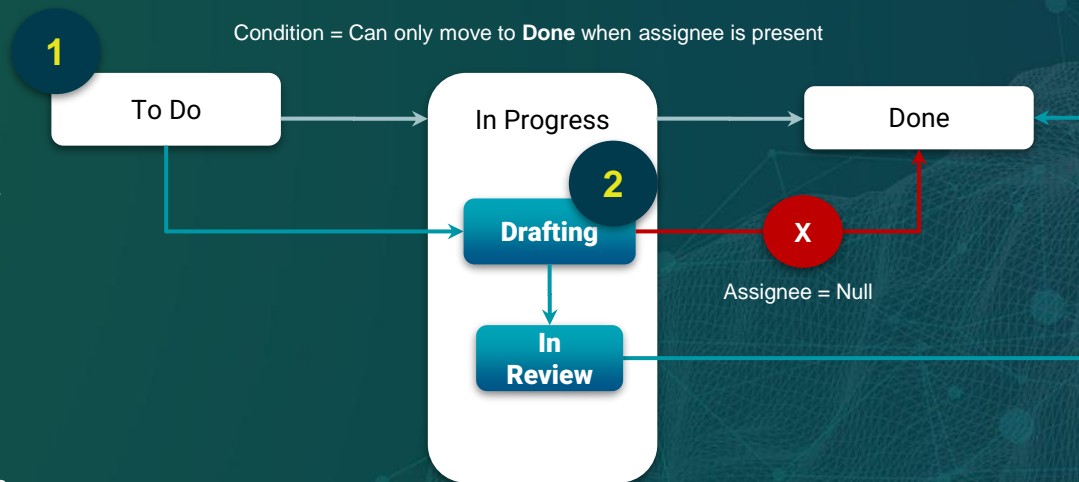 Condition = Can only move to Done when assignee is present
1
To Do
In Progress
Done
2
Drafting
X
Assignee = Null
In
Review